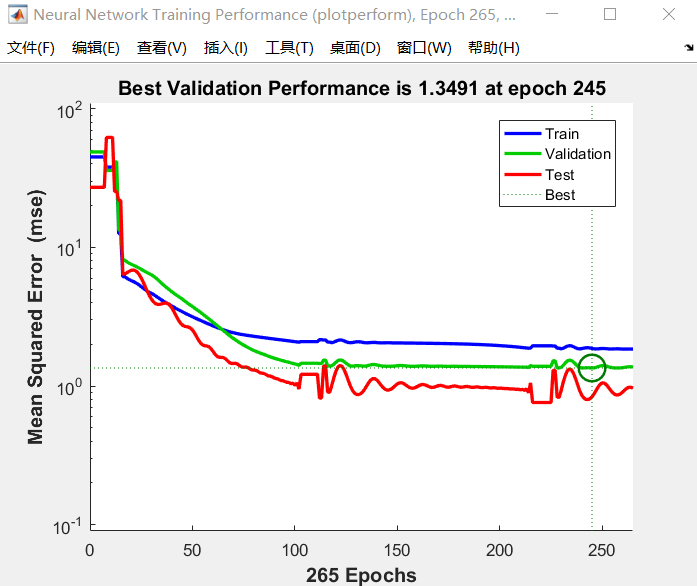 Neural Network Training Performance (plotperform), Epoch 265, ...
文件(F) 编辑(E) 查看(V) 插入(I) 工具(T) 桌面(D) 窗口(W) 帮助(H)
Best Validation Performance is 1.3491 at epoch 245
Mean Squared Error (mse)
10²
10¹
10⁰
10⁻¹
Train
Validation
Test
Best
0 50 100 150 200 250
265 Epochs